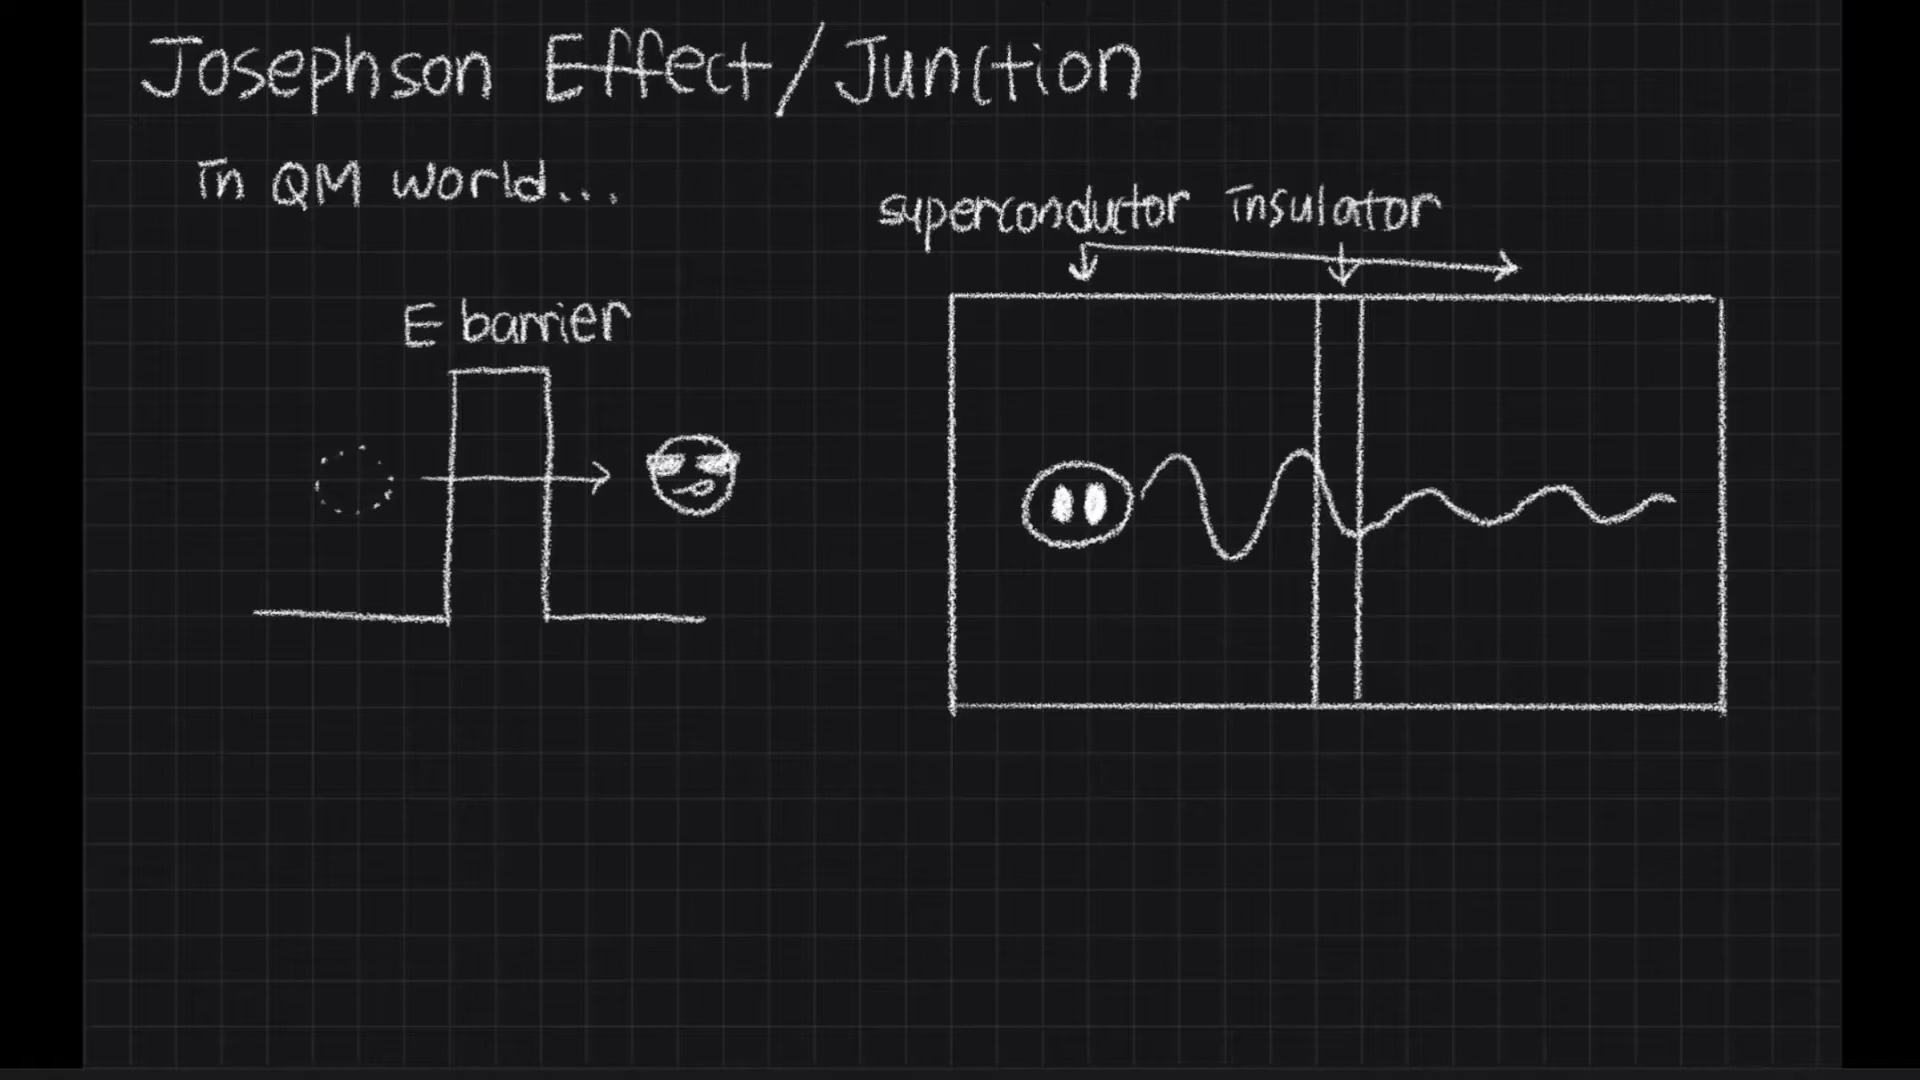 Josephson Effect/Junction
in QM world...
superconductor insulator
E barrier